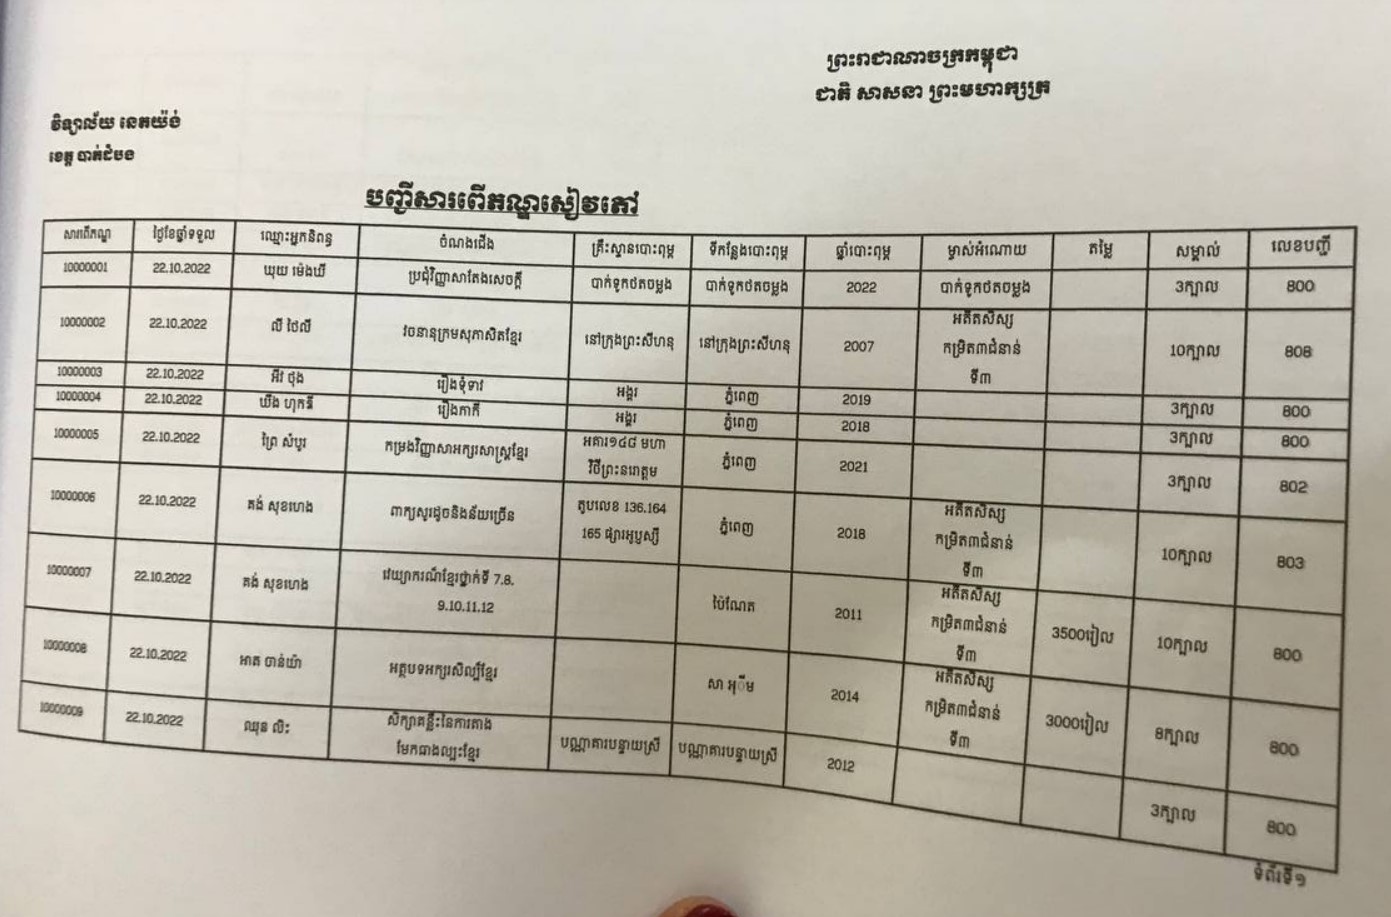 ព្រះរាជាណាចក្រកម្ពុជា
ជាតិ សាសនា ព្រះមហាក្សត្រ
វិទ្យាល័យ នេតយ៉ង់
ខេត្ត បាត់ដំបង
បញ្ជីសារពើភណ្ឌសៀវភៅ
សារពើភណ្ឌ ថ្ងៃខែឆ្នាំទទួល ឈ្មោះអ្នកនិពន្ធ ចំណងជើង គ្រឹះស្ថានបោះពុម្ព ទីកន្លែងបោះពុម្ព ឆ្នាំបោះពុម្ព ម្ចាស់អំណោយ តម្លៃ សម្គាល់ លេខបញ្ជី
10000001 22.10.2022 ឃុយ ម៉េងឃី ប្រជុំវិញ្ញាសាតែងសេចក្ដី បាក់ទូកថតចម្លង បាក់ទូកថតចម្លង 2022 បាក់ទូកថតចម្លង 3ក្បាល 800
10000002 22.10.2022 លី ថៃលី វចនានុក្រមសុភាសិតខ្មែរ នៅក្រុងព្រះសីហនុ នៅក្រុងព្រះសីហនុ 2007 អតីតសិស្ស
កម្រិត៣ជំនាន់
ទី៣ 10ក្បាល 808
10000003 22.10.2022 អ៊ីវ ថុង រឿងទុំទាវ អង្គរ ភ្នំពេញ 2019 3ក្បាល 800
10000004 22.10.2022 ឃឹង ហុកឌី រឿងកាកី អង្គរ ភ្នំពេញ 2018 3ក្បាល 800
10000005 22.10.2022 ព្រៃ សំបូរ កម្រងវិញ្ញាសាអក្សរសាស្ត្រខ្មែរ អគារ១៤៨ មហា
វិថីព្រះនរោត្តម ភ្នំពេញ 2021 3ក្បាល 802
10000006 22.10.2022 គង់ សុខហេង ពាក្យសូរដូចនិងន័យច្រើន តូបលេខ 136.164
165 ផ្សារអូឫស្សី ភ្នំពេញ 2018 អតីតសិស្ស
កម្រិត៣ជំនាន់
ទី៣ 10ក្បាល 803
10000007 22.10.2022 គង់ សុខហេង វេយ្យាករណ៍ខ្មែរថ្នាក់ទី 7.8.
9.10.11.12 ប៉ៃណែត 2011 អតីតសិស្ស
កម្រិត៣ជំនាន់
ទី៣ 3500រៀល 10ក្បាល 800
10000008 22.10.2022 អាត ចាន់យ៉ា អត្ថបទអក្សរសិល្ប៍ខ្មែរ សា អុីម 2014 អតីតសិស្ស
កម្រិត៣ជំនាន់
ទី៣ 3000រៀល 8ក្បាល 800
10000009 22.10.2022 ឈុន លិះ សិក្សាគន្លឹះនៃការតាង
មែកធាងល្បះខ្មែរ បណ្ណាគារបន្ទាយស្រី បណ្ណាគារបន្ទាយស្រី 2012 3ក្បាល 800
ទំព័រទី១